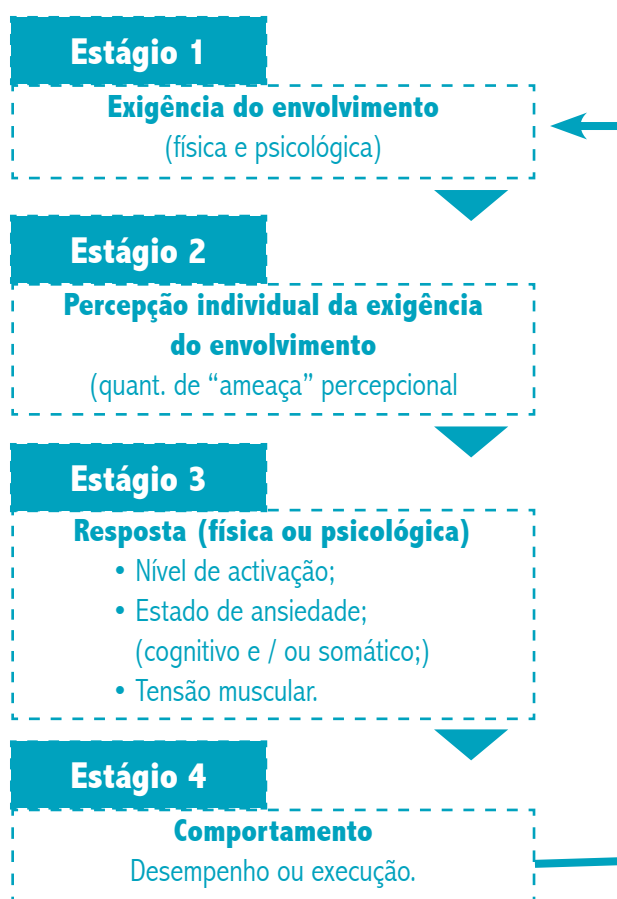 Estágio 1
Exigência do envolvimento
(física e psicológica)
Estágio 2
Percepção individual da exigência
do envolvimento
(quant. de “ameaça” percepcional
Estágio 3
Resposta (física ou psicológica)
• Nível de activação;
• Estado de ansiedade;
(cognitivo e / ou somático;)
• Tensão muscular.
Estágio 4
Comportamento
Desempenho ou execução.